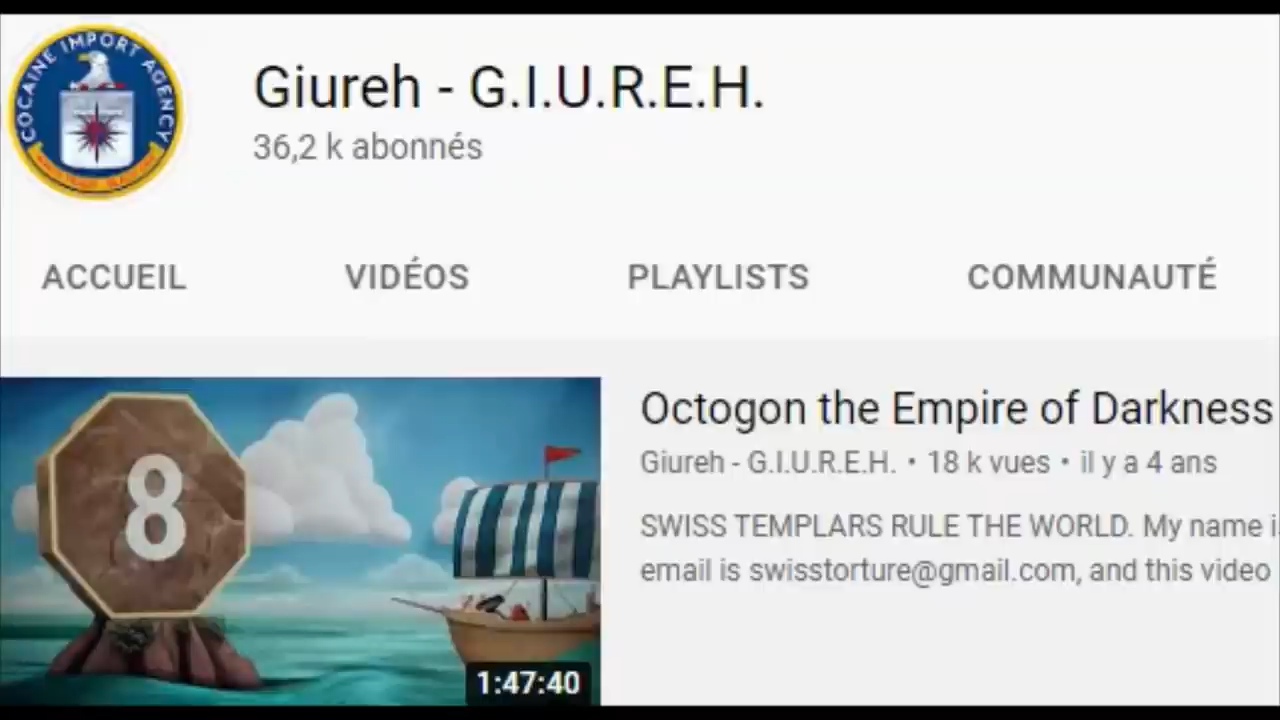 COCAINE IMPORT AGENCY
Giureh - G.I.U.R.E.H.
36,2 k abonnés
ACCUEIL VIDÉOS PLAYLISTS COMMUNAUTÉ
8
1:47:40
Octogon the Empire of Darkness
Giureh - G.I.U.R.E.H. • 18 k vues • il y a 4 ans
SWISS TEMPLARS RULE THE WORLD. My name
email is swisstorture@gmail.com, and this video